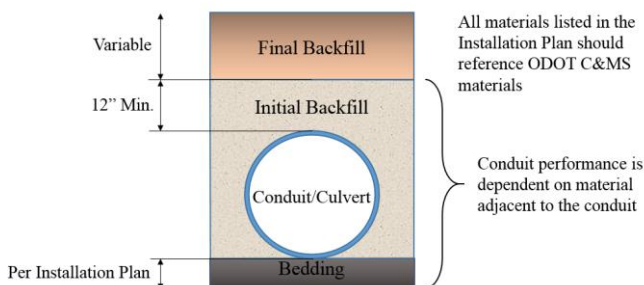 Variable
Final Backfill
All materials listed in the
Installation Plan should
reference ODOT C&MS
materials
12” Min.
Initial Backfill
Conduit/Culvert
Conduit performance is
dependent on material
adjacent to the conduit
Per Installation Plan
Bedding